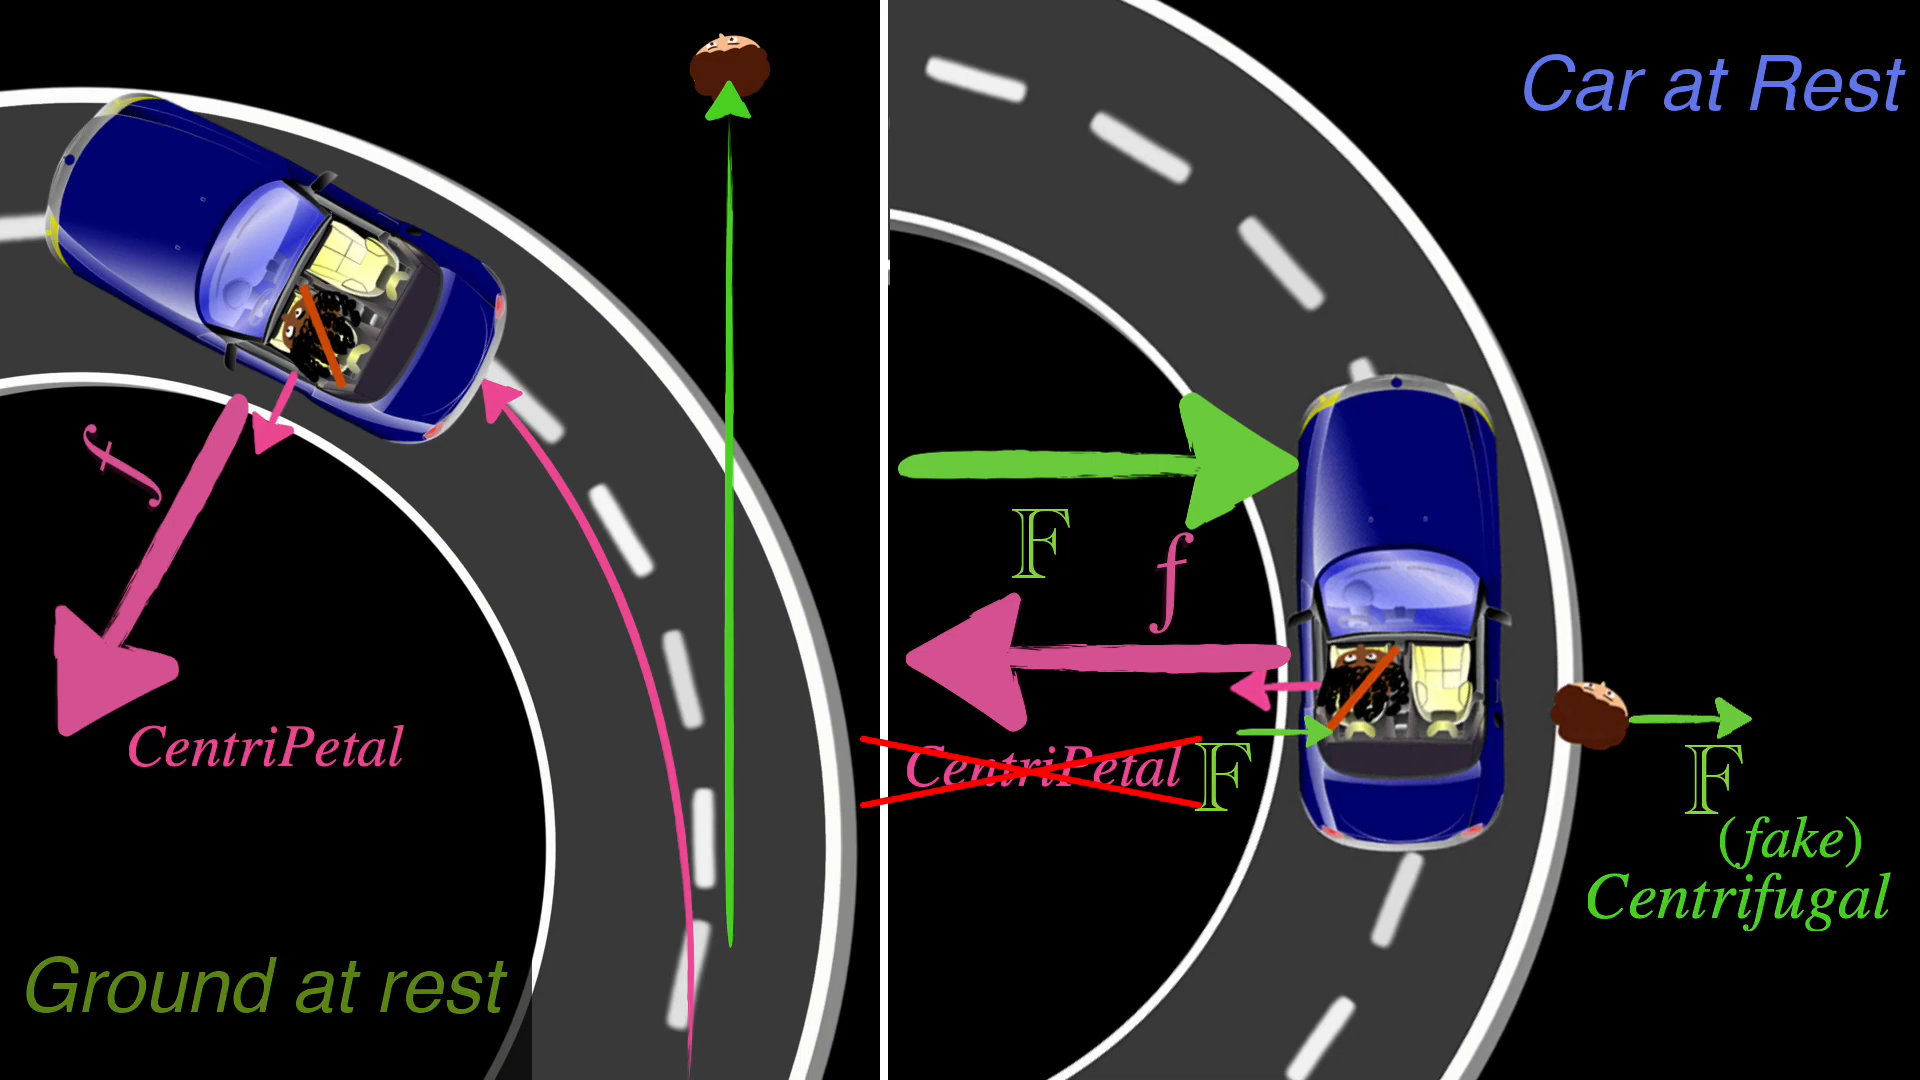 f
CentriPetal
Ground at rest
Car at Rest
𝔽
f
CentriPetal
𝔽
𝔽
(fake)
Centrifugal